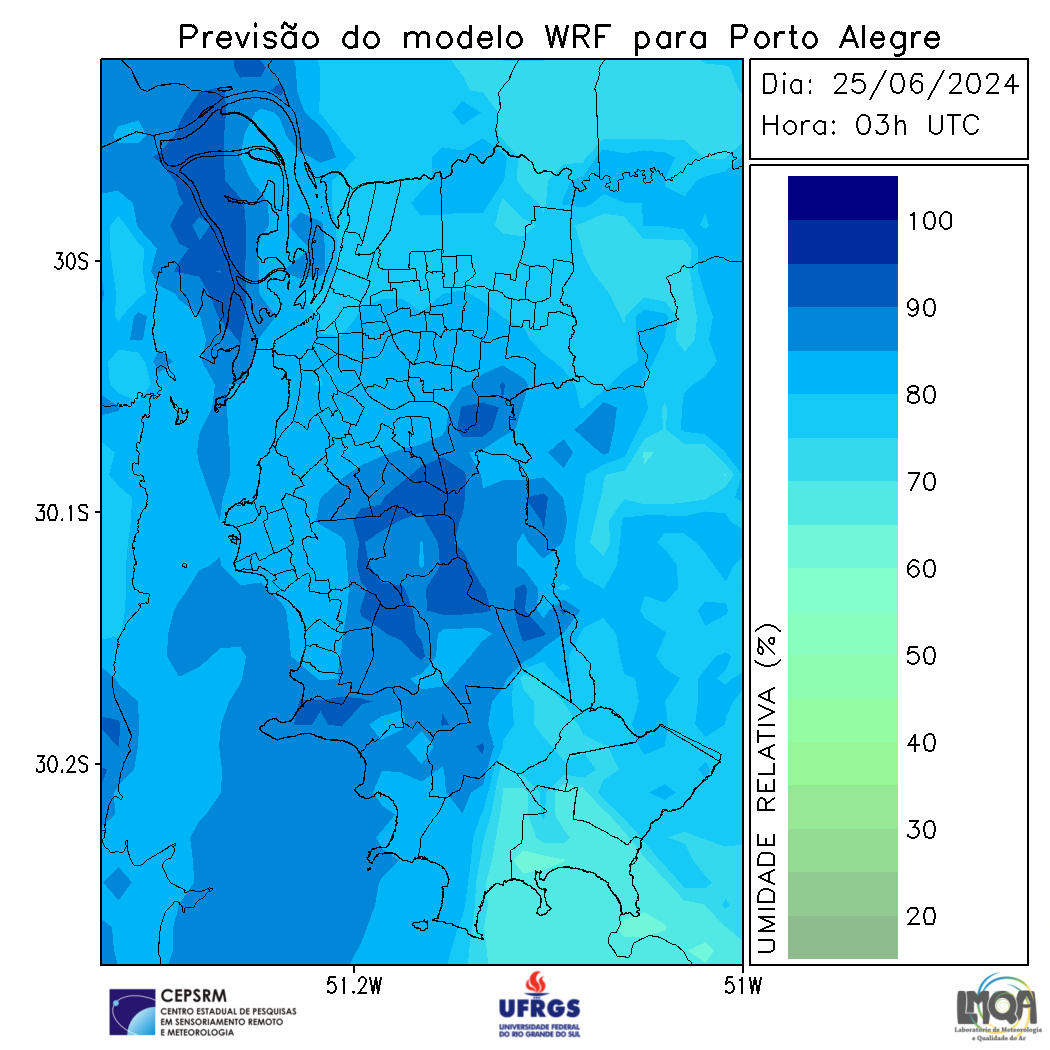 Previsão do modelo WRF para Porto Alegre
Dia: 25/06/2024
Hora: 03h UTC
30S
30.1S
30.2S
51.2W
51W
UMIDADE RELATIVA (%)
100
90
80
70
60
50
40
30
20
CEPSRM
CENTRO ESTADUAL DE PESQUISAS
EM SENSORIAMENTO REMOTO
E METEOROLOGIA
UFRGS
UNIVERSIDADE FEDERAL
DO RIO GRANDE DO SUL
LMQA
Laboratório de Meteorologia
e Qualidade do Ar